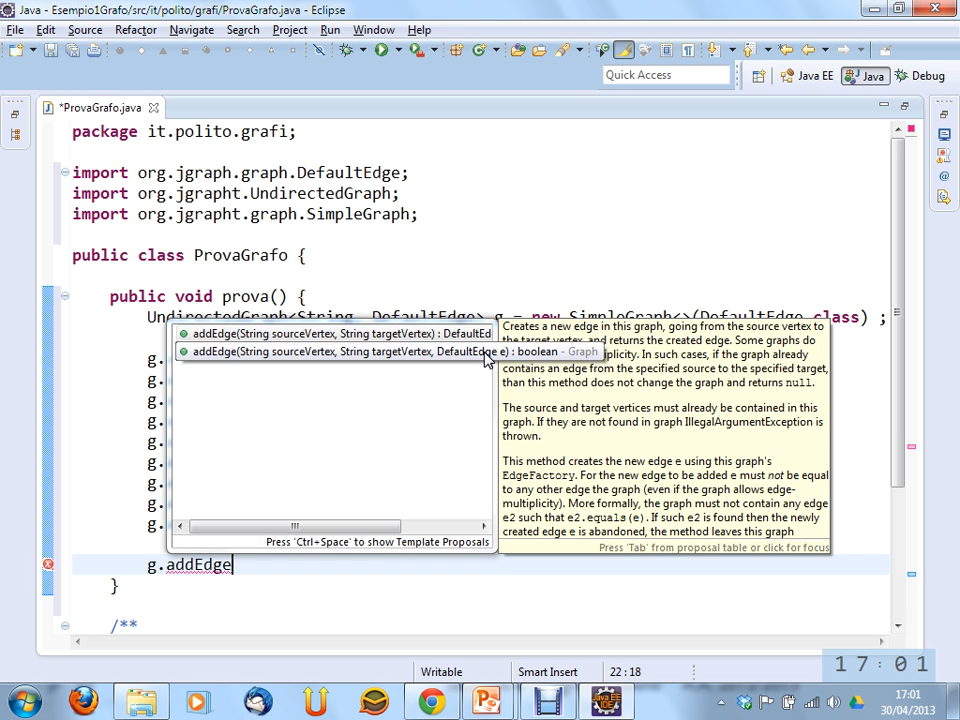 Java - Esempio1Grafo/src/it/polito/grafi/ProvaGrafo.java - Eclipse
File Edit Source Refactor Navigate Search Project Run Window Help
Quick Access
Java EE Java Debug
*ProvaGrafo.java
package it.polito.grafi;
import org.jgraph.graph.DefaultEdge;
import org.jgrapht.UndirectedGraph;
import org.jgrapht.graph.SimpleGraph;
public class ProvaGrafo {
public void prova() {
UndirectedGraph<String, DefaultEdge> g = new SimpleGraph<>(DefaultEdge.class) ;
addEdge(String sourceVertex, String targetVertex) : DefaultEd
addEdge(String sourceVertex, String targetVertex, DefaultEdge e) : boolean - Graph
Creates a new edge in this graph, going from the source vertex to
the target vertex, and returns the created edge. Some graphs do
multiplicity. In such cases, if the graph already
contains an edge from the specified source to the specified target,
than this method does not change the graph and returns null.
The source and target vertices must already be contained in this
graph. If they are not found in graph IllegalArgumentException is
thrown.
This method creates the new edge e using this graph's
EdgeFactory. For the new edge to be added e must not be equal
to any other edge the graph (even if the graph allows edge-
multiplicity). More formally, the graph must not contain any edge
e2 such that e2.equals(e). If such e2 is found then the newly
created edge e is abandoned, the method leaves this graph
Press 'Ctrl+Space' to show Template Proposals
Press 'Tab' from proposal table or click for focus
g.
g.
g.
g.
g.
g.
g.
g.
g.
g.addEdge
}
/**
Writable Smart Insert 22 : 18
17:01
17:01
30/04/2013